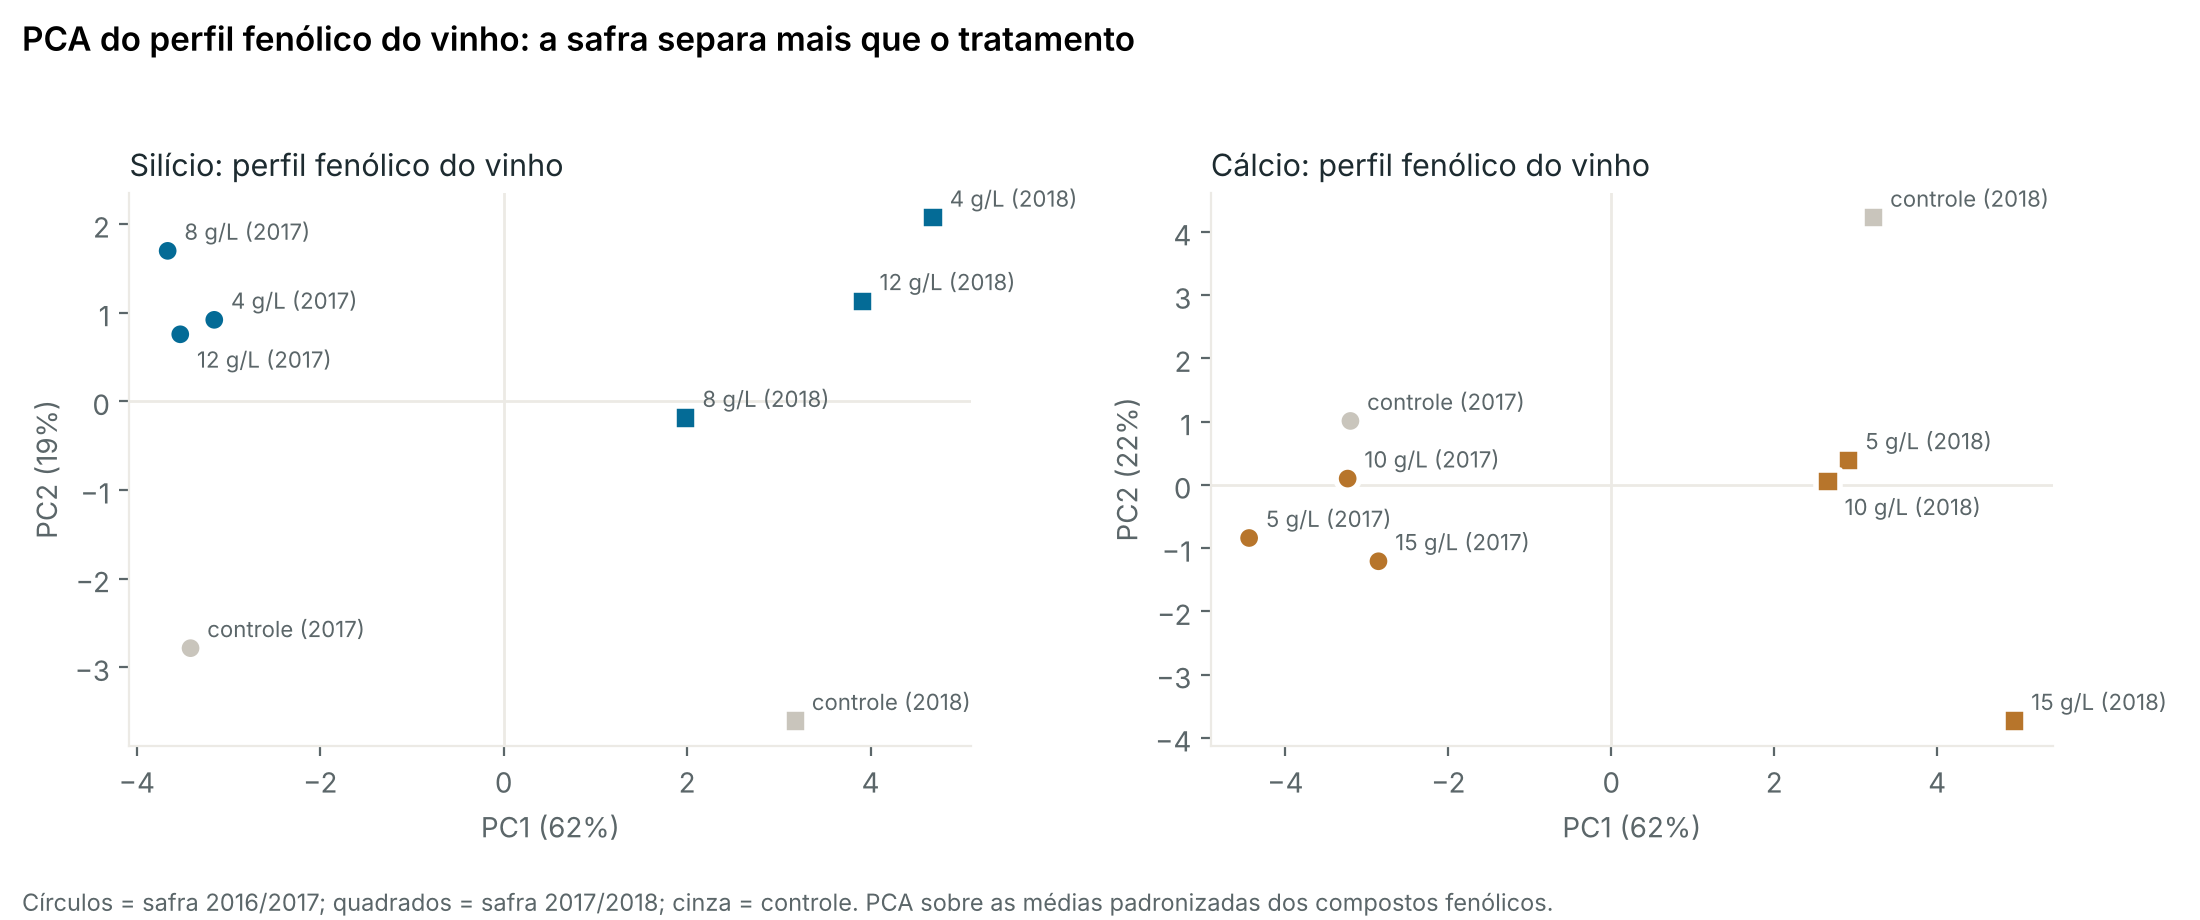 PCA do perfil fenólico do vinho: a safra separa mais que o tratamento
Silício: perfil fenólico do vinho
PC2 (19%)
2
1
0
−1
−2
−3
8 g/L (2017)
4 g/L (2017)
12 g/L (2017)
controle (2017)
4 g/L (2018)
12 g/L (2018)
8 g/L (2018)
controle (2018)
−4
−2
0
2
4
PC1 (62%)
Cálcio: perfil fenólico do vinho
PC2 (22%)
4
3
2
1
0
−1
−2
−3
−4
controle (2018)
controle (2017)
10 g/L (2017)
5 g/L (2017)
15 g/L (2017)
5 g/L (2018)
10 g/L (2018)
15 g/L (2018)
−4
−2
0
2
4
PC1 (62%)
Círculos = safra 2016/2017; quadrados = safra 2017/2018; cinza = controle. PCA sobre as médias padronizadas dos compostos fenólicos.